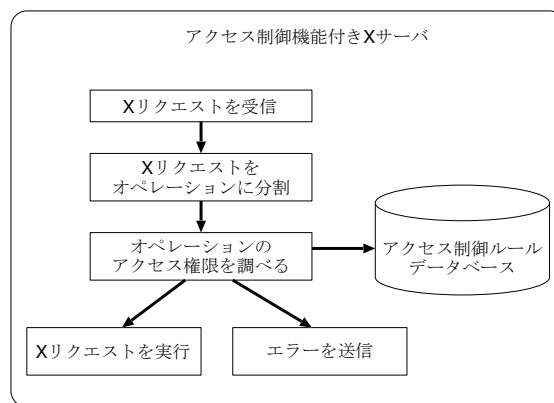 アクセス制御機能付きXサーバ
Xリクエストを受信
Xリクエストを
オペレーションに分割
オペレーションの
アクセス権限を調べる
アクセス制御ルール
データベース
Xリクエストを実行
エラーを送信